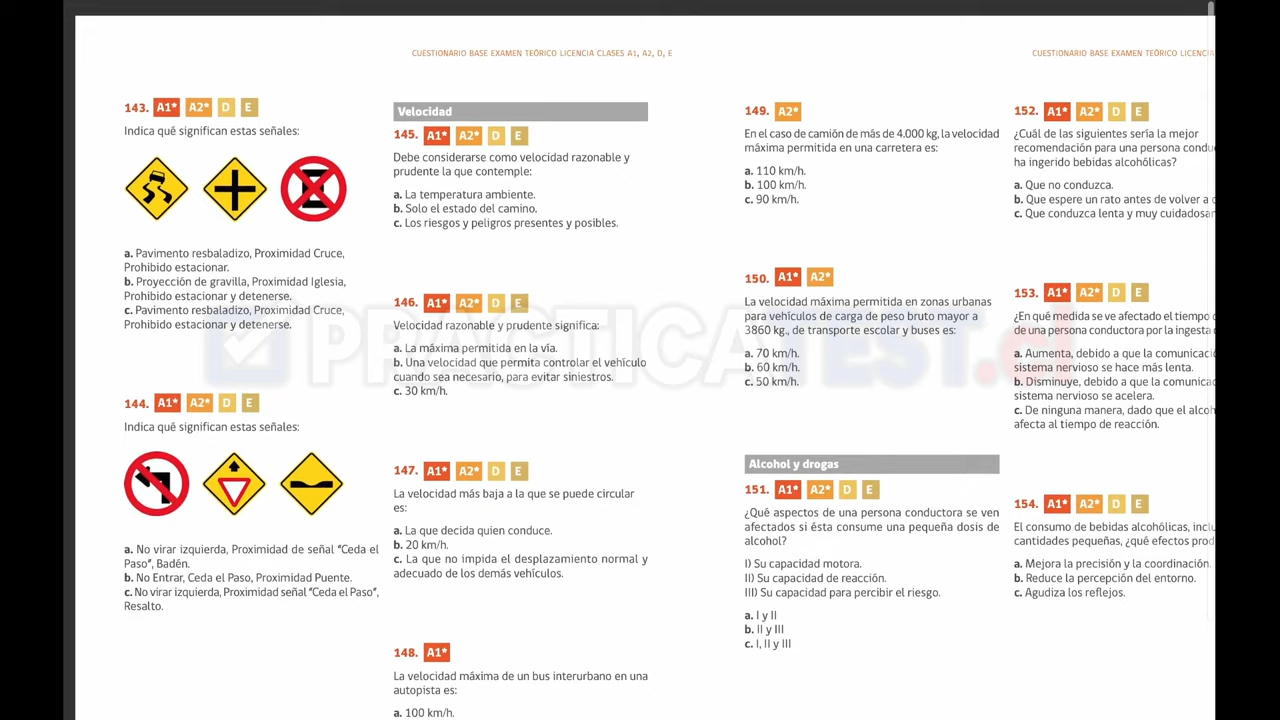 CUESTIONARIO BASE EXAMEN TEÓRICO LICENCIA CLASES A1, A2, D, E
143. A1* A2* D E
Indica qué significan estas señales:
a. Pavimento resbaladizo, Proximidad Cruce,
Prohibido estacionar.
b. Proyección de gravilla, Proximidad Iglesia,
Prohibido estacionar y detenerse.
c. Pavimento resbaladizo, Proximidad Cruce,
Prohibido estacionar y detenerse.
144. A1* A2* D E
Indica qué significan estas señales:
a. No virar izquierda, Proximidad de señal "Ceda el
Paso", Badén.
b. No Entrar, Ceda el Paso, Proximidad Puente.
c. No virar izquierda, Proximidad señal "Ceda el Paso",
Resalto.
Velocidad
145. A1* A2* D E
Debe considerarse como velocidad razonable y
prudente la que contemple:
a. La temperatura ambiente.
b. Solo el estado del camino.
c. Los riesgos y peligros presentes y posibles.
146. A1* A2* D E
Velocidad razonable y prudente significa:
a. La máxima permitida en la vía.
b. Una velocidad que permita controlar el vehículo
cuando sea necesario, para evitar siniestros.
c. 30 km/h.
147. A1* A2* D E
La velocidad más baja a la que se puede circular
es:
a. La que decida quien conduce.
b. 20 km/h.
c. La que no impida el desplazamiento normal y
adecuado de los demás vehículos.
148. A1*
La velocidad máxima de un bus interurbano en una
autopista es:
a. 100 km/h.
CUESTIONARIO BASE EXAMEN TEÓRICO LICENCIA
149. A2*
En el caso de camión de más de 4.000 kg, la velocidad
máxima permitida en una carretera es:
a. 110 km/h.
b. 100 km/h.
c. 90 km/h.
150. A1* A2*
La velocidad máxima permitida en zonas urbanas
para vehículos de carga de peso bruto mayor a
3860 kg., de transporte escolar y buses es:
a. 70 km/h.
b. 60 km/h.
c. 50 km/h.
Alcohol y drogas
151. A1* A2* D E
¿Qué aspectos de una persona conductora se ven
afectados si ésta consume una pequeña dosis de
alcohol?
I) Su capacidad motora.
II) Su capacidad de reacción.
III) Su capacidad para percibir el riesgo.
a. I y II
b. II y III
c. I, II y III
152. A1* A2* D E
¿Cuál de las siguientes sería la mejor
recomendación para una persona condu
ha ingerido bebidas alcohólicas?
a. Que no conduzca.
b. Que espere un rato antes de volver a
c. Que conduzca lenta y muy cuidadosa
153. A1* A2* D E
¿En qué medida se ve afectado el tiempo
de una persona conductora por la ingesta
a. Aumenta, debido a que la comunicaci
sistema nervioso se hace más lenta.
b. Disminuye, debido a que la comunica
sistema nervioso se acelera.
c. De ninguna manera, dado que el alcoh
afecta al tiempo de reacción.
154. A1* A2* D E
El consumo de bebidas alcohólicas, inclu
cantidades pequeñas, ¿qué efectos prod
a. Mejora la precisión y la coordinación.
b. Reduce la percepción del entorno.
c. Agudiza los reflejos.
PRACTICATEST.cl